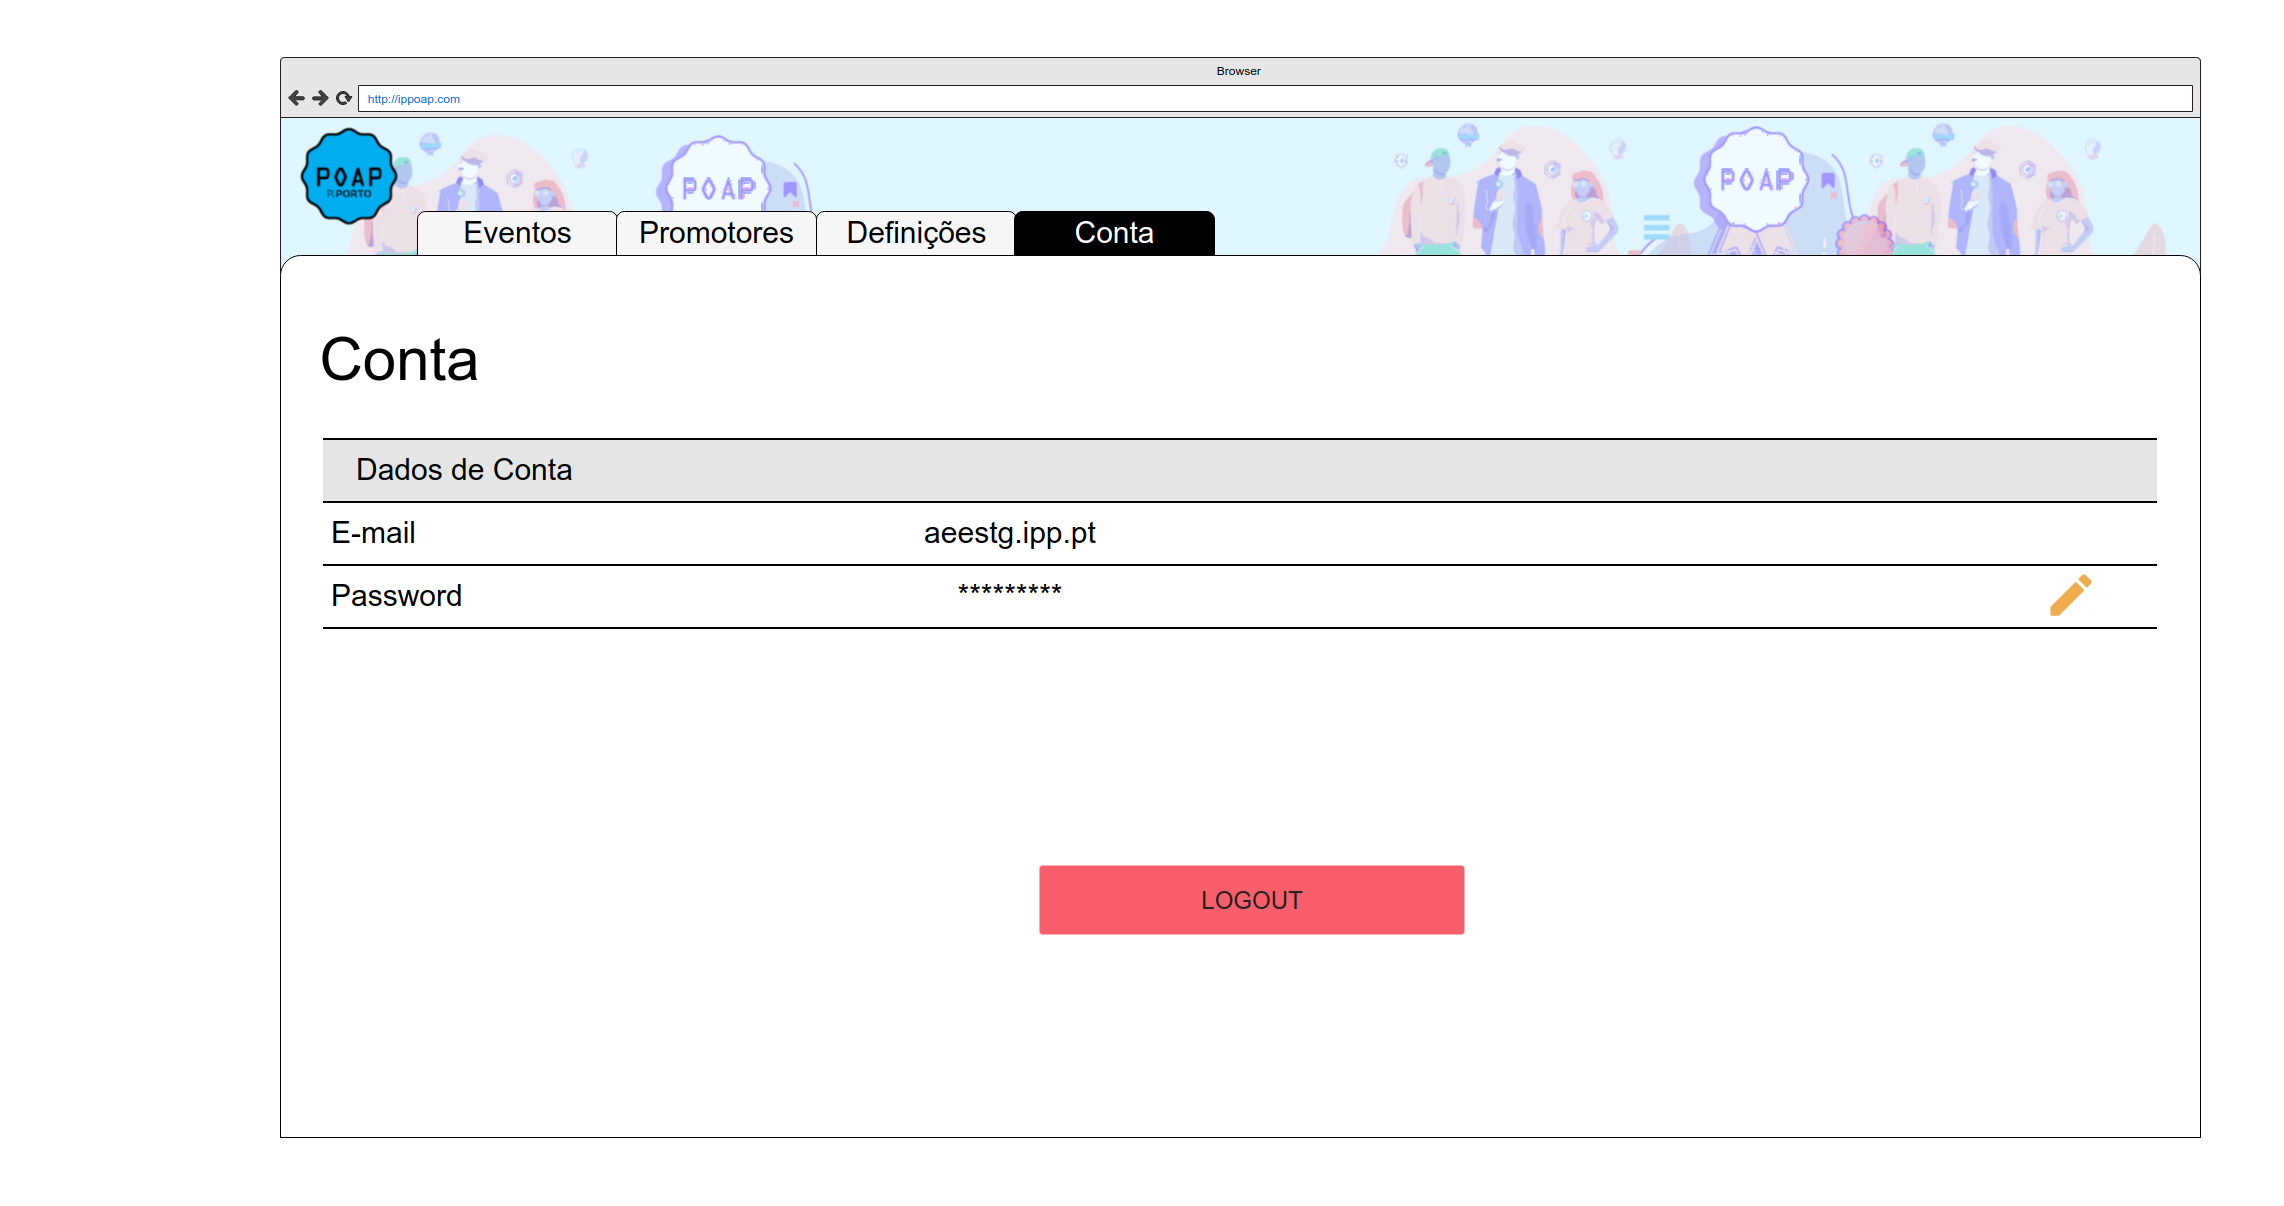 Browser
http://ippoap.com
POAP
P.PORTO
POAP
POAP
Eventos Promotores Definições Conta
Conta
Dados de Conta
E-mail aeestg.ipp.pt
Password *********
LOGOUT